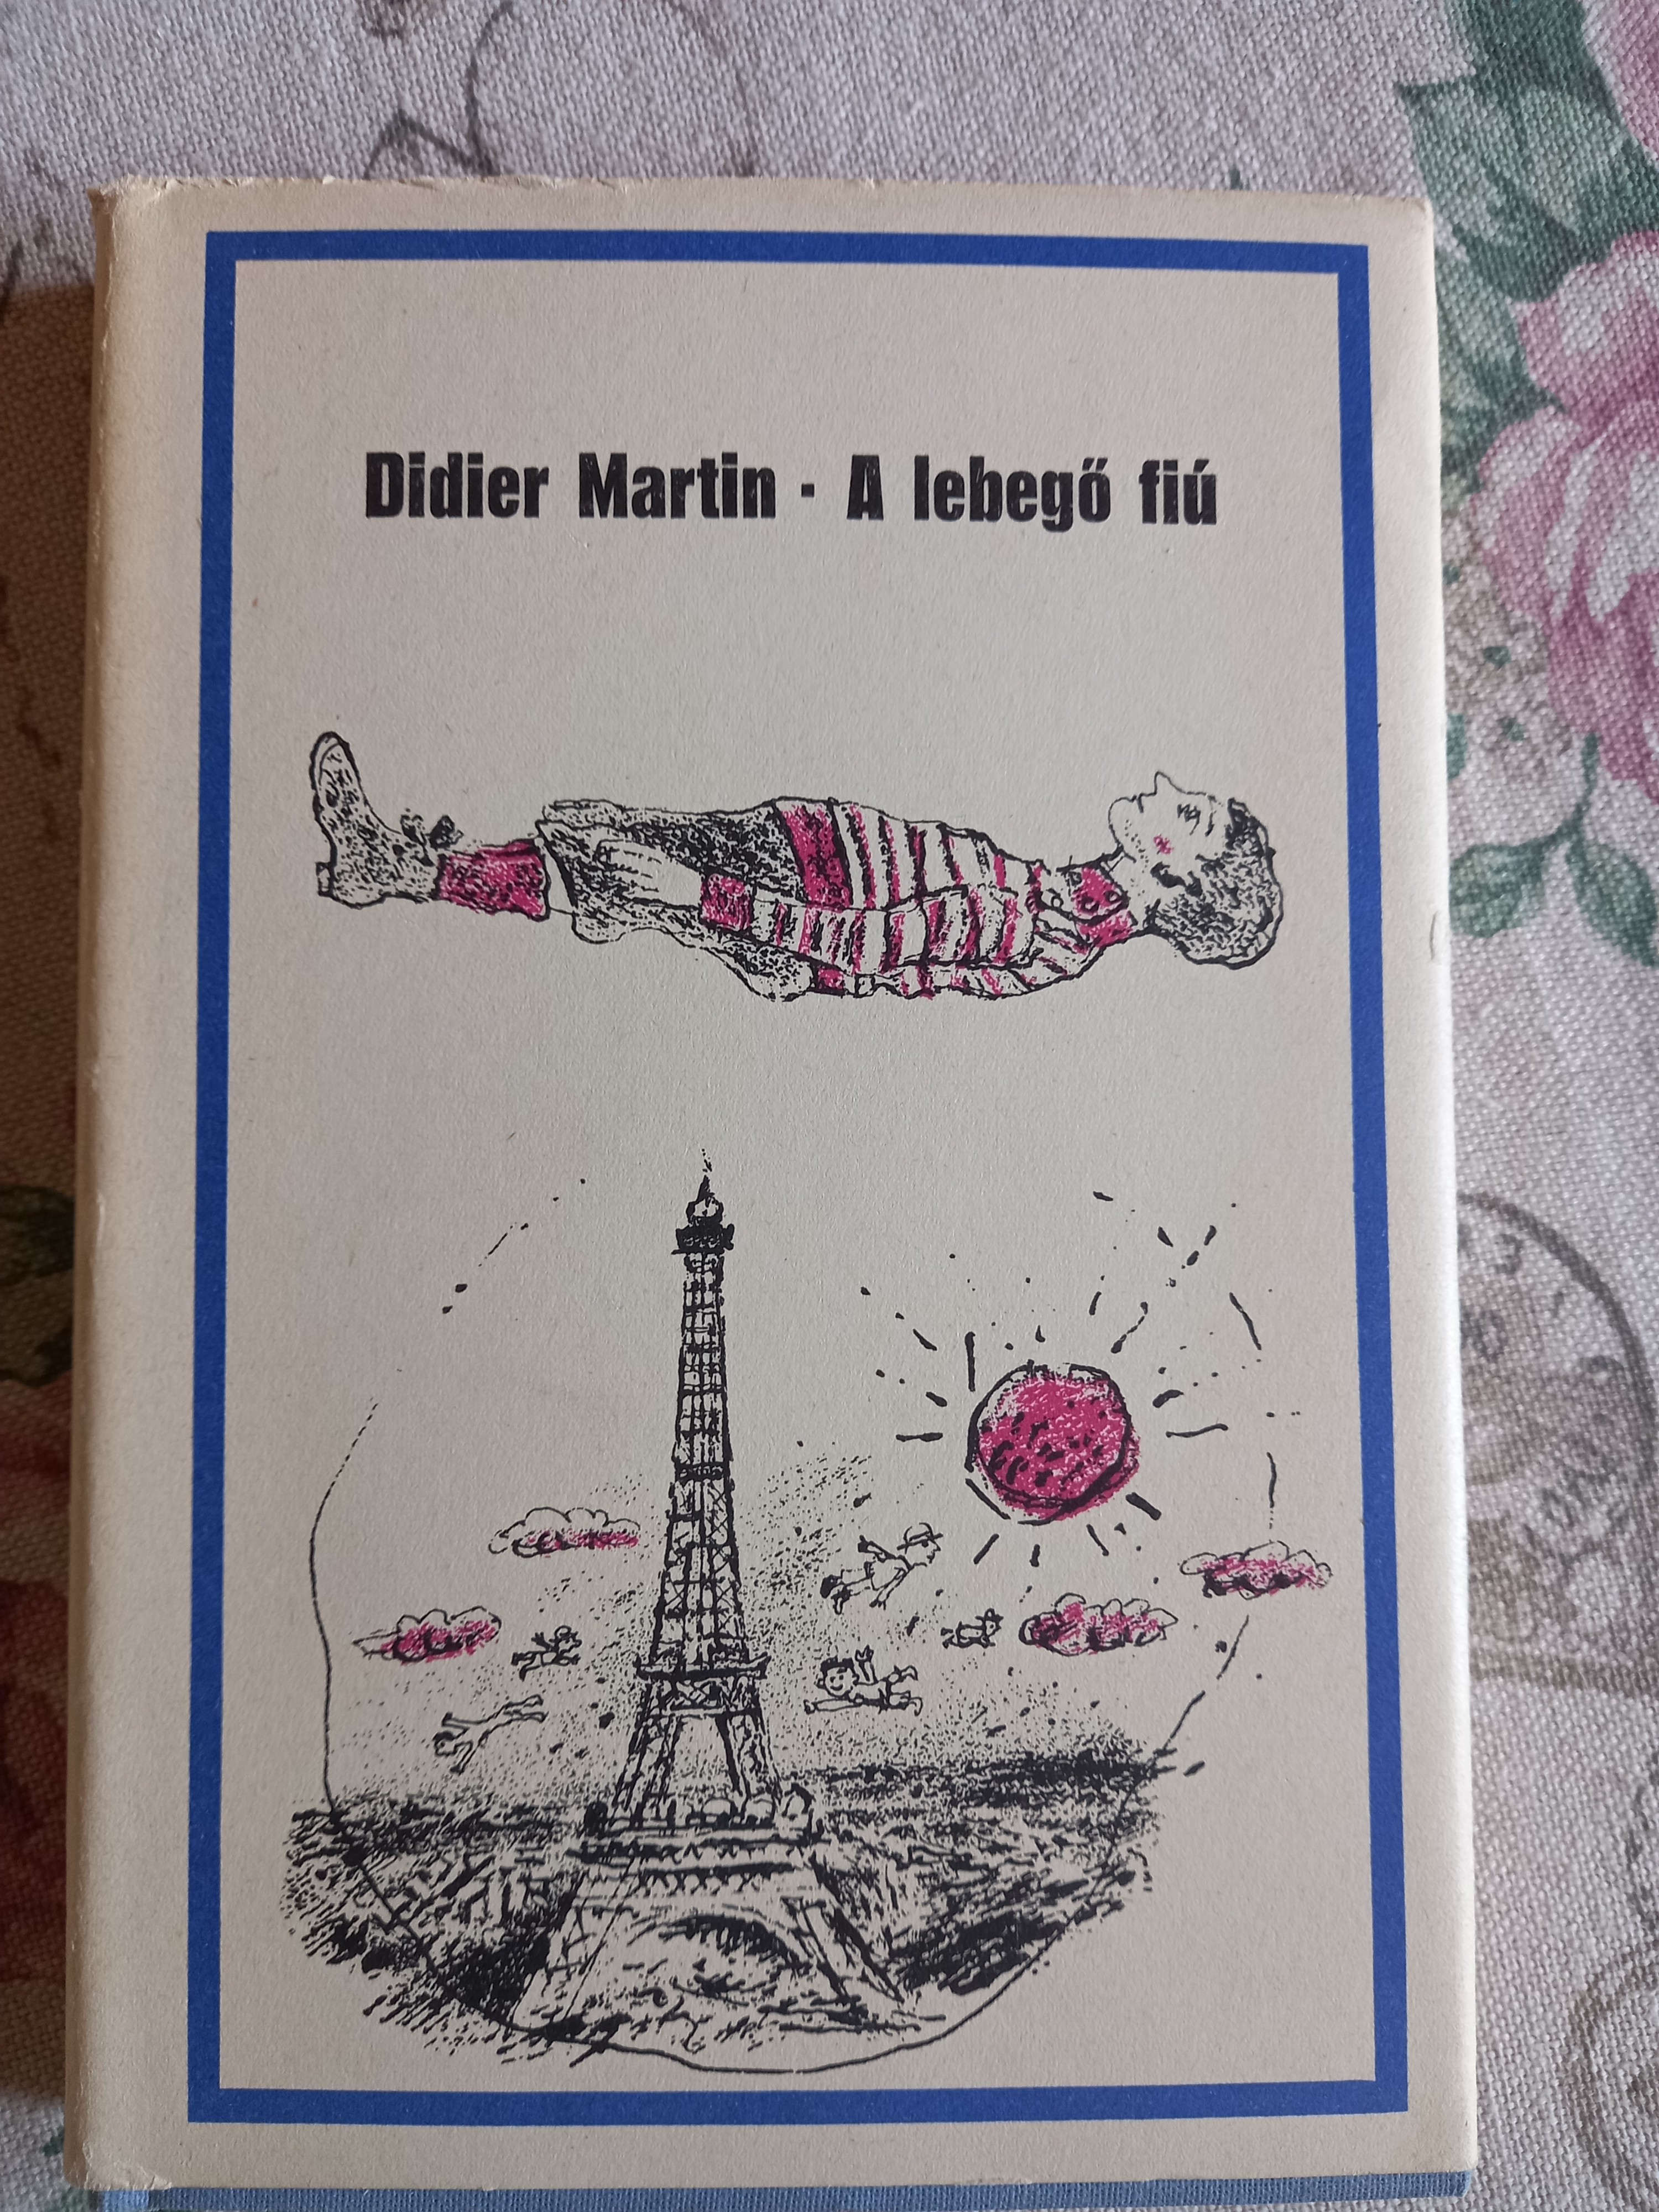 Didier Martin · A lebegő fiú